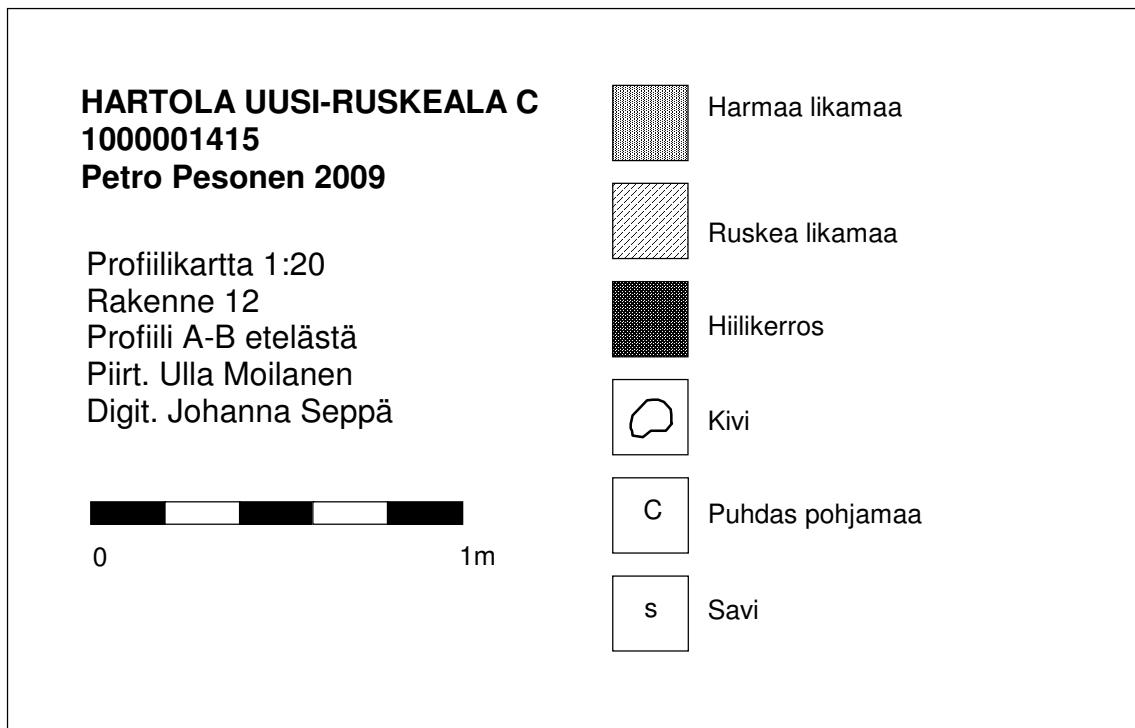 HARTOLA UUSI-RUSKEALA C
1000001415
Petro Pesonen 2009
Profiilikartta 1:20
Rakenne 12
Profiili A-B etelästä
Piirt. Ulla Moilanen
Digit. Johanna Seppä
0 1m
Harmaa likamaa
Ruskea likamaa
Hiilikerros
Kivi
C Puhdas pohjamaa
s Savi